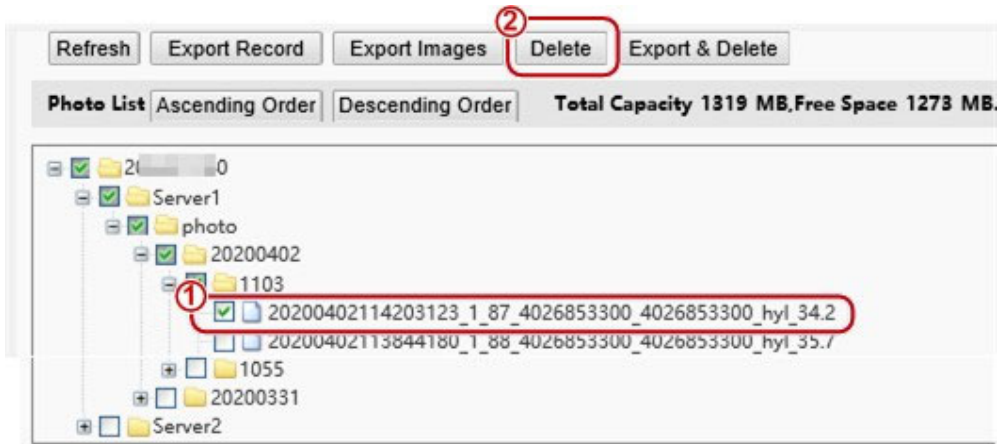 ②
Refresh Export Record Export Images Delete Export & Delete
Photo List Ascending Order Descending Order Total Capacity 1319 MB,Free Space 1273 MB.
Server1
photo
20200402
1103
①
20200402114203123_1_87_4026853300_4026853300_hyl_34.2
20200402113844180_1_88_4026853300_4026853300_hyl_35.7
1055
20200331
Server2